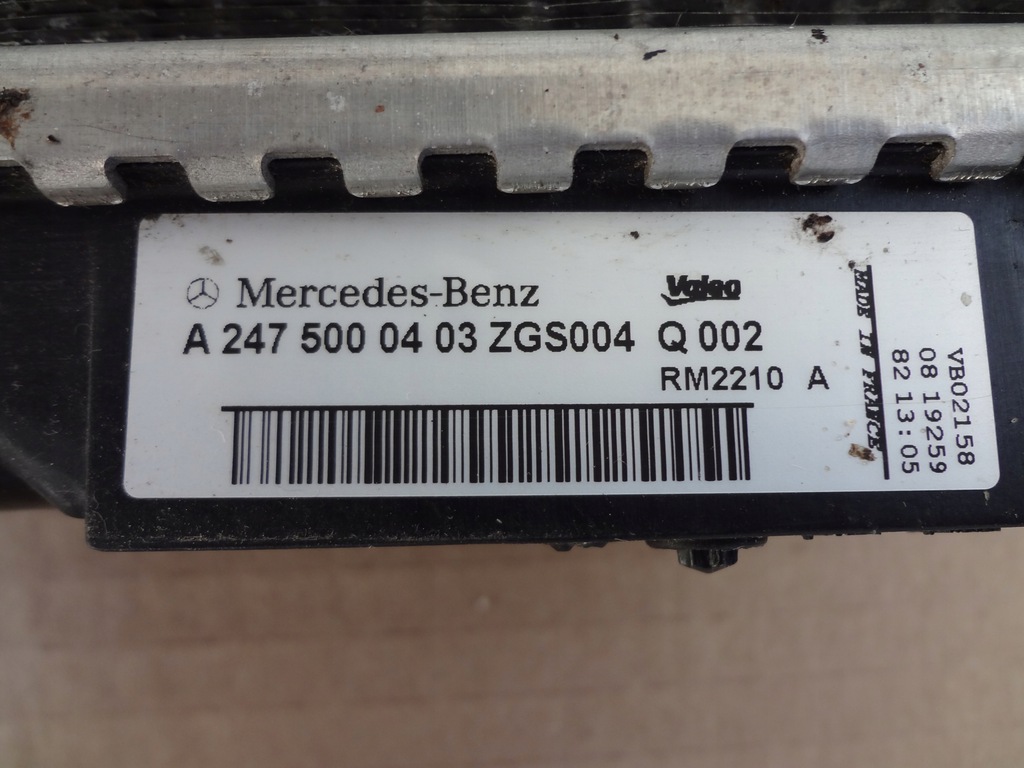 Mercedes-Benz
Valeo
A 247 500 04 03 ZGS004 Q 002
RM2210 A
MADE IN FRANCE
VB02158
08 19259
82 13:05